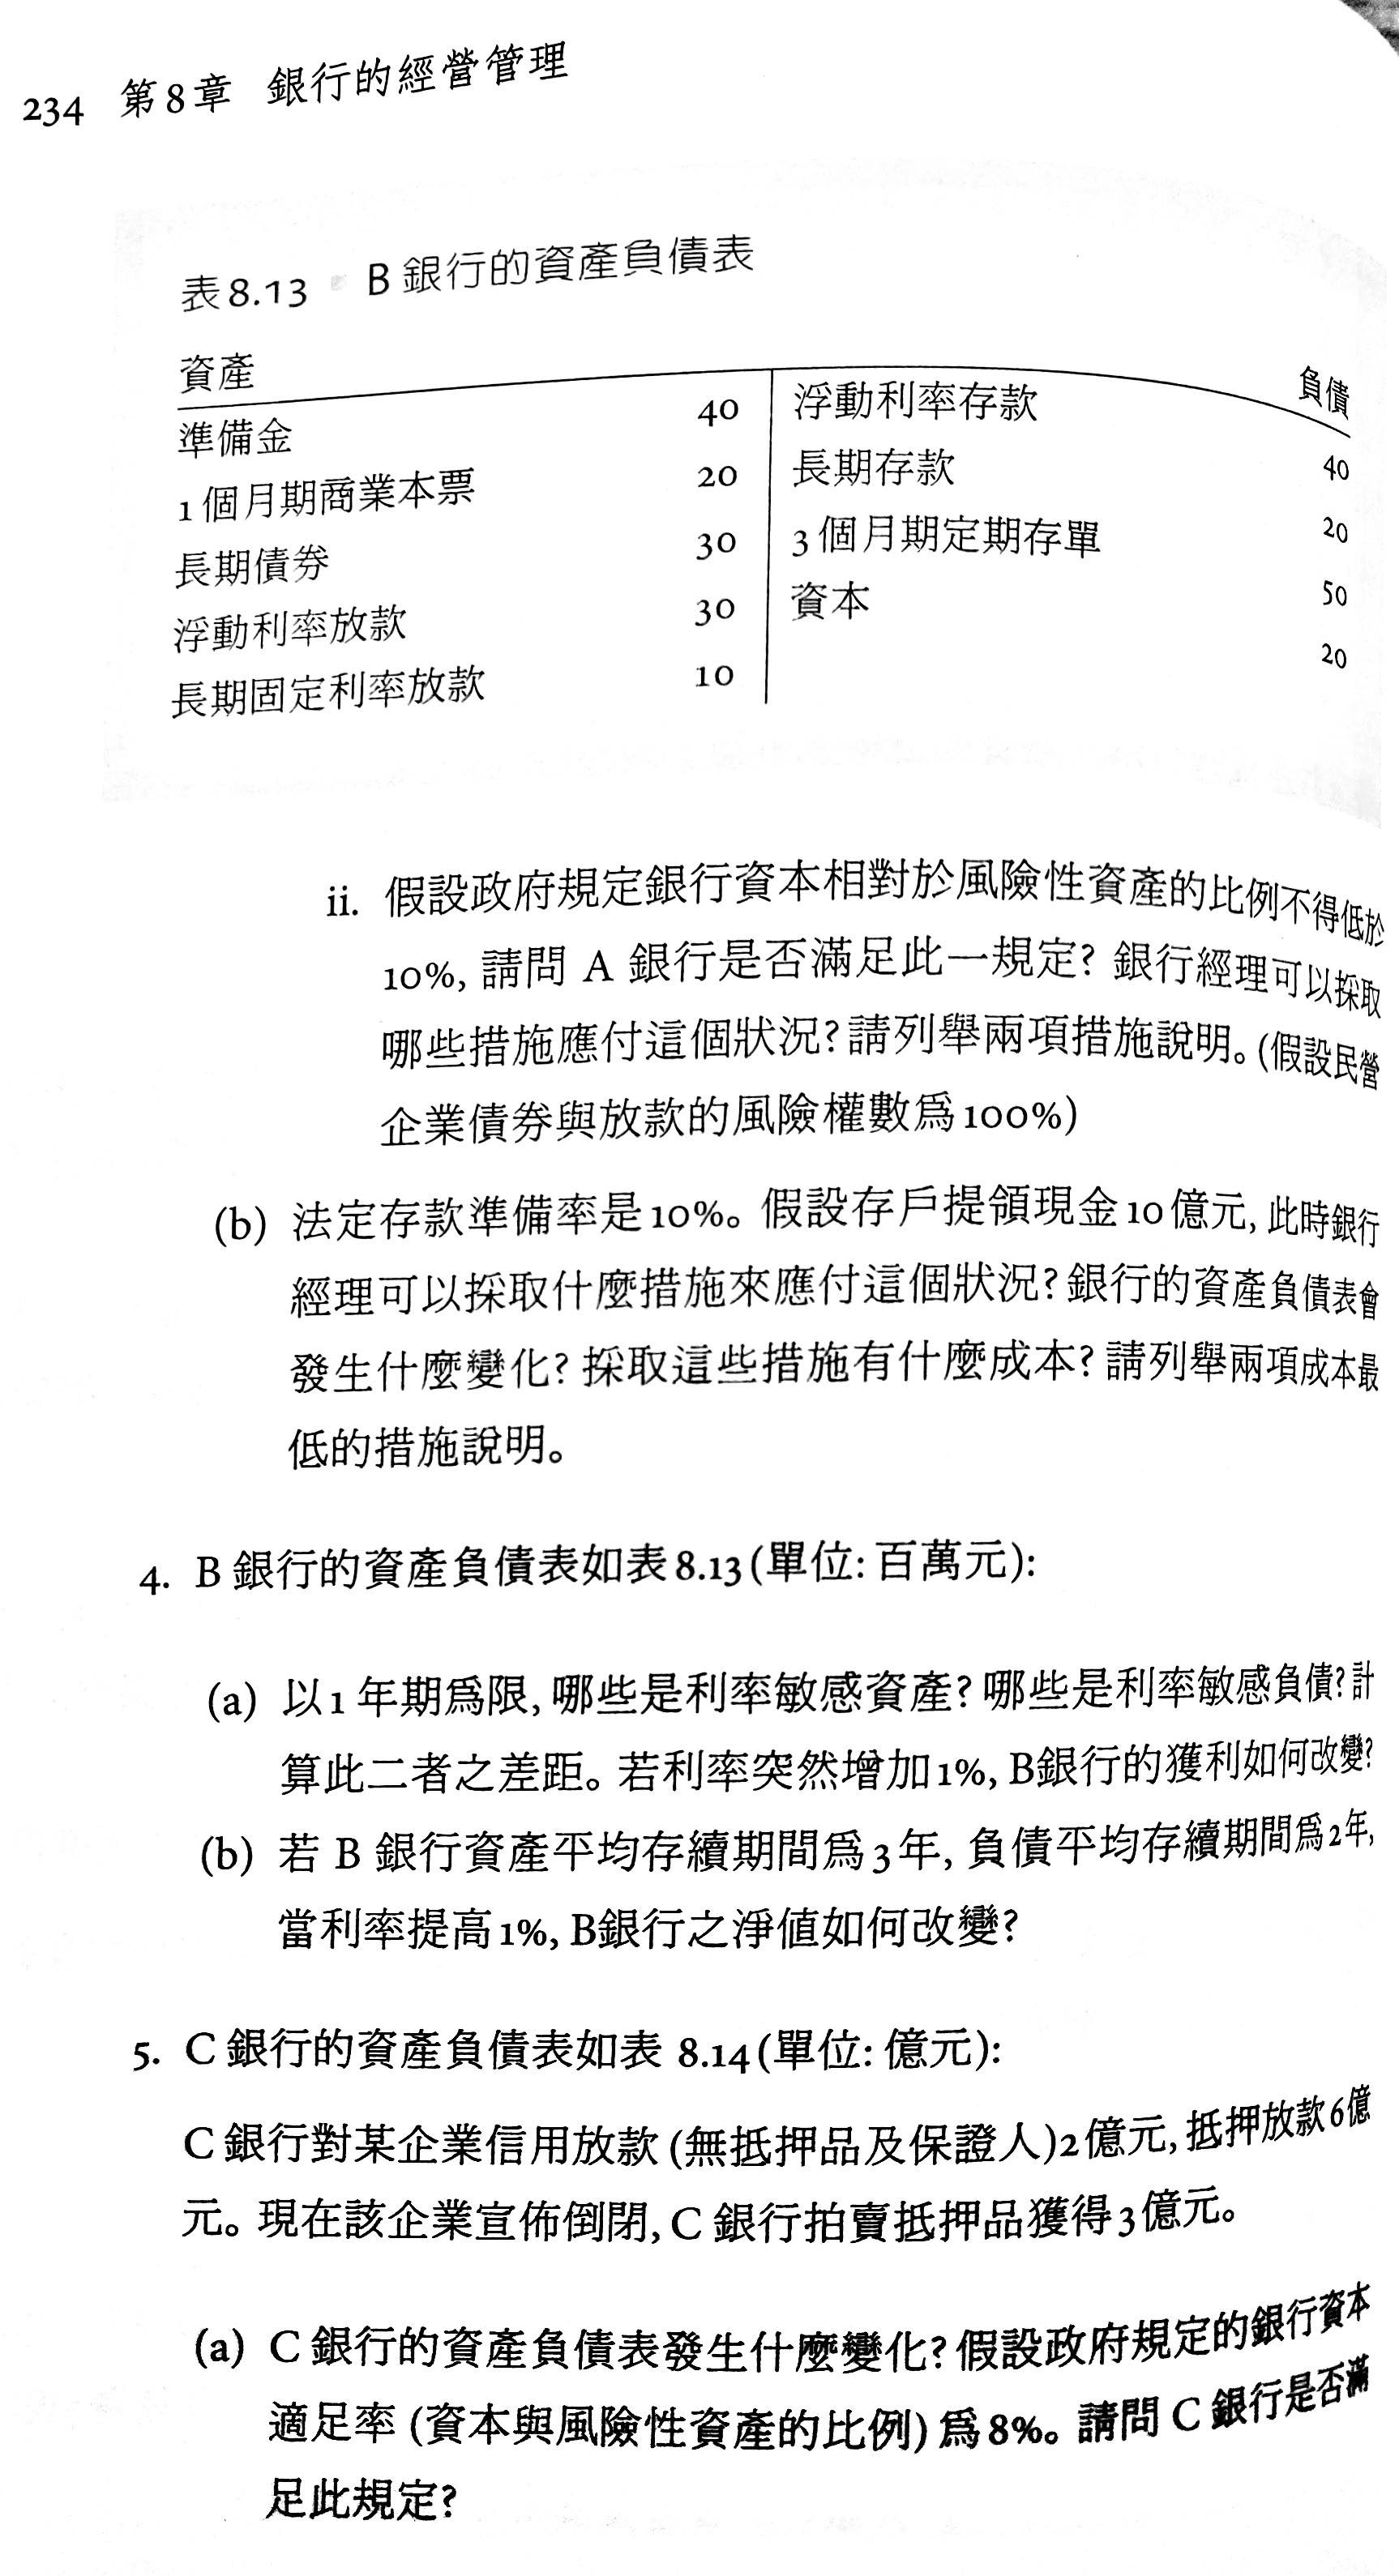 234 第8章 銀行的經營管理
表8.13 B 銀行的資產負債表
資產 負債
準備金 40 浮動利率存款 40
1個月期商業本票 20 長期存款 20
長期債券 30 3個月期定期存單 50
浮動利率放款 30 資本 20
長期固定利率放款 10
ii. 假設政府規定銀行資本相對於風險性資產的比例不得低於
10%, 請問 A 銀行是否滿足此一規定? 銀行經理可以採取
哪些措施應付這個狀況? 請列舉兩項措施說明。(假設民營
企業債券與放款的風險權數爲100%)
(b) 法定存款準備率是10%。假設存戶提領現金10億元, 此時銀行
經理可以採取什麼措施來應付這個狀況? 銀行的資產負債表會
發生什麼變化? 採取這些措施有什麼成本? 請列舉兩項成本最
低的措施說明。
4. B 銀行的資產負債表如表8.13(單位: 百萬元):
(a) 以1年期爲限, 哪些是利率敏感資產? 哪些是利率敏感負債? 計
算此二者之差距。若利率突然增加1%, B銀行的獲利如何改變?
(b) 若 B 銀行資產平均存續期間爲3年, 負債平均存續期間爲2年,
當利率提高1%, B銀行之淨値如何改變?
5. C 銀行的資產負債表如表 8.14(單位: 億元):
C 銀行對某企業信用放款 (無抵押品及保證人)2億元, 抵押放款6億
元。現在該企業宣佈倒閉, C 銀行拍賣抵押品獲得3億元。
(a) C 銀行的資產負債表發生什麼變化? 假設政府規定的銀行資本
適足率 (資本與風險性資產的比例) 爲8%。請問 C 銀行是否滿
足此規定?